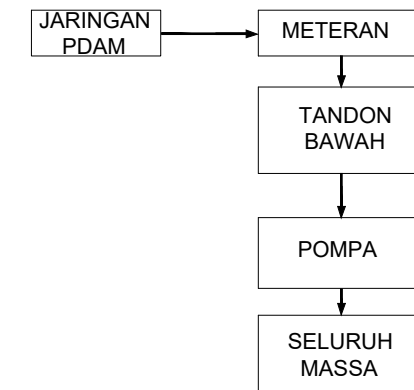 JARINGAN
PDAM
METERAN
TANDON
BAWAH
POMPA
SELURUH
MASSA